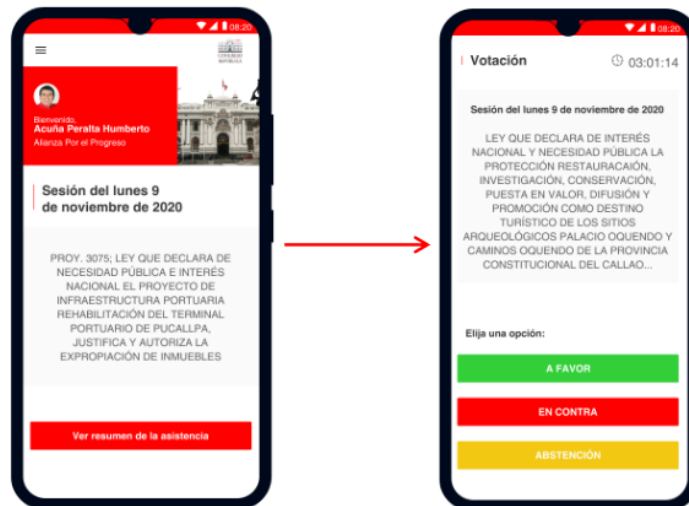 08:20
CONGRESO
REPÚBLICA
Bienvenido,
Acuña Peralta Humberto
Alianza Por el Progreso
Sesión del lunes 9
de noviembre de 2020
PROY. 3075; LEY QUE DECLARA DE
NECESIDAD PÚBLICA E INTERÉS
NACIONAL EL PROYECTO DE
INFRAESTRUCTURA PORTUARIA
REHABILITACIÓN DEL TERMINAL
PORTUARIO DE PUCALLPA,
JUSTIFICA Y AUTORIZA LA
EXPROPIACIÓN DE INMUEBLES
Ver resumen de la asistencia
08:20
Votación
03:01:14
Sesión del lunes 9 de noviembre de 2020
LEY QUE DECLARA DE INTERÉS
NACIONAL Y NECESIDAD PÚBLICA LA
PROTECCIÓN RESTAURACAIÓN,
INVESTIGACIÓN, CONSERVACIÓN,
PUESTA EN VALOR, DIFUSIÓN Y
PROMOCIÓN COMO DESTINO
TURÍSTICO DE LOS SITIOS
ARQUEOLÓGICOS PALACIO OQUENDO Y
CAMINOS OQUENDO DE LA PROVINCIA
CONSTITUCIONAL DEL CALLAO...
Elija una opción:
A FAVOR
EN CONTRA
ABSTENCIÓN